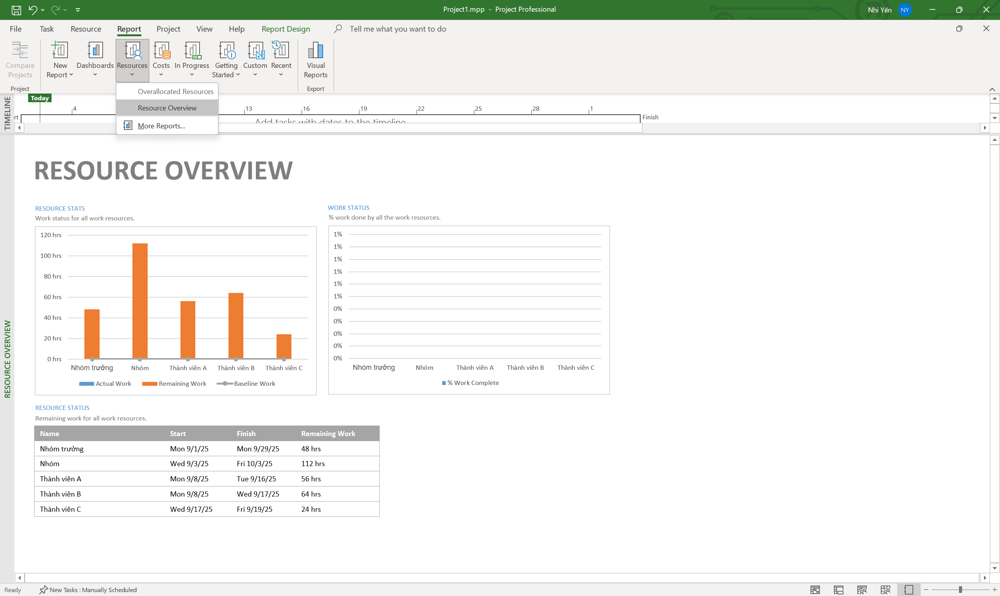 Project1.mpp - Project Professional
Nhi Yến NY
File Task Resource Report Project View Help Report Design Tell me what you want to do
Compare Projects
New Report
Dashboards
Resources
Costs
In Progress
Getting Started
Custom
Recent
Visual Reports
Project
Export
Overallocated Resources
Resource Overview
More Reports...
TIMELINE
Today
4 13 16 19 22 25 28 1
rt
Add tasks with dates to the timeline
Finish
RESOURCE OVERVIEW
RESOURCE OVERVIEW
RESOURCE STATS
Work status for all work resources.
120 hrs
100 hrs
80 hrs
60 hrs
40 hrs
20 hrs
0 hrs
Nhóm trưởng Nhóm Thành viên A Thành viên B Thành viên C
Actual Work Remaining Work Baseline Work
WORK STATUS
% work done by all the work resources.
1%
1%
1%
1%
1%
1%
0%
0%
0%
0%
0%
Nhóm trưởng Nhóm Thành viên A Thành viên B Thành viên C
% Work Complete
RESOURCE STATUS
Remaining work for all work resources.
Name Start Finish Remaining Work
Nhóm trưởng Mon 9/1/25 Mon 9/29/25 48 hrs
Nhóm Wed 9/3/25 Fri 10/3/25 112 hrs
Thành viên A Mon 9/8/25 Tue 9/16/25 56 hrs
Thành viên B Mon 9/8/25 Wed 9/17/25 64 hrs
Thành viên C Wed 9/17/25 Fri 9/19/25 24 hrs
Ready New Tasks : Manually Scheduled